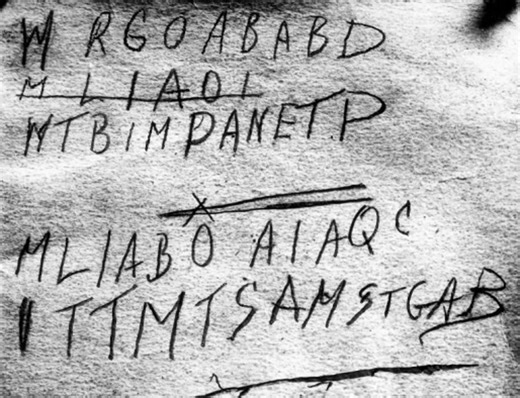 W RGOABABD
MLIAOI
WTBIMPANETP
MLIABO AIAQC
ITTMTSAMSTGAB